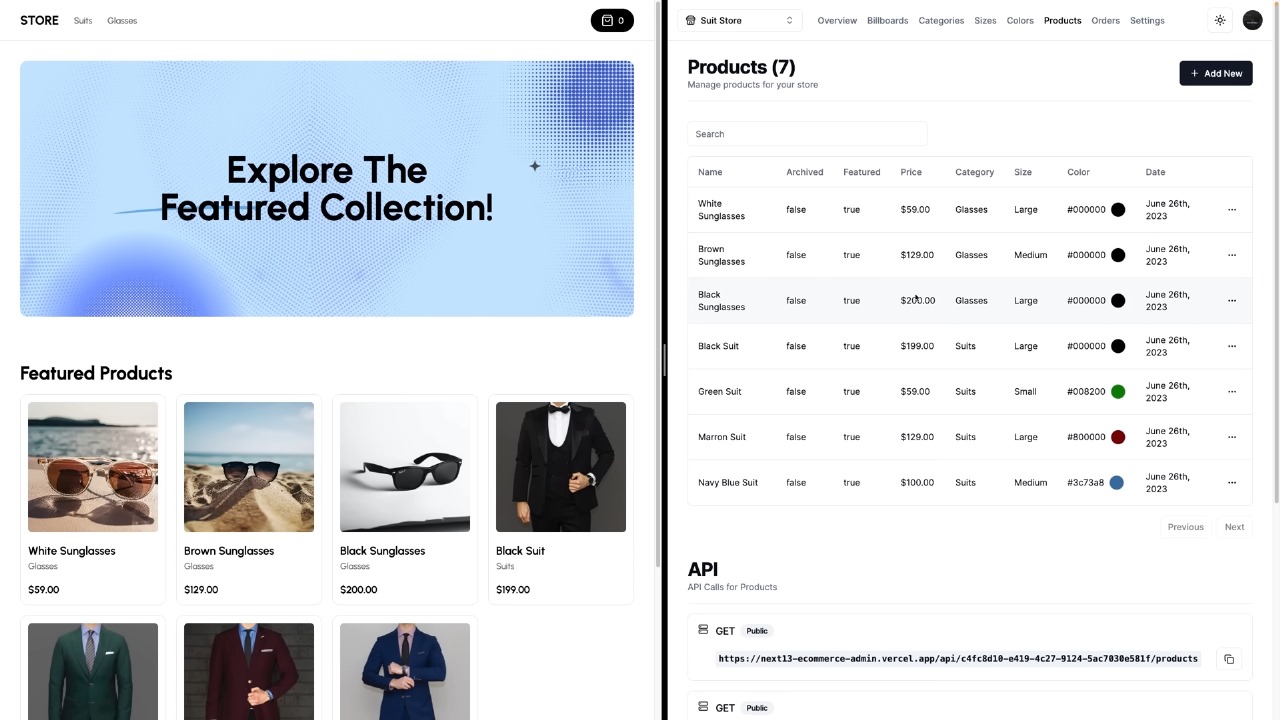 STORE Suits Glasses 0
Explore The
Featured Collection!
Featured Products
White Sunglasses
Glasses
$59.00
Brown Sunglasses
Glasses
$129.00
Black Sunglasses
Glasses
$200.00
Black Suit
Suits
$199.00
Suit Store Overview Billboards Categories Sizes Colors Products Orders Settings
Products (7)
Manage products for your store
+ Add New
Search
Name Archived Featured Price Category Size Color Date
White Sunglasses false true $59.00 Glasses Large #000000 June 26th, 2023 ...
Brown Sunglasses false true $129.00 Glasses Medium #000000 June 26th, 2023 ...
Black Sunglasses false true $200.00 Glasses Large #000000 June 26th, 2023 ...
Black Suit false true $199.00 Suits Large #000000 June 26th, 2023 ...
Green Suit false true $59.00 Suits Small #008200 June 26th, 2023 ...
Marron Suit false true $129.00 Suits Large #800000 June 26th, 2023 ...
Navy Blue Suit false true $100.00 Suits Medium #3c73a8 June 26th, 2023 ...
Previous Next
API
API Calls for Products
GET Public
https://next13-ecommerce-admin.vercel.app/api/c4fc8d10-e419-4c27-9124-5ac7030e581f/products
GET Public